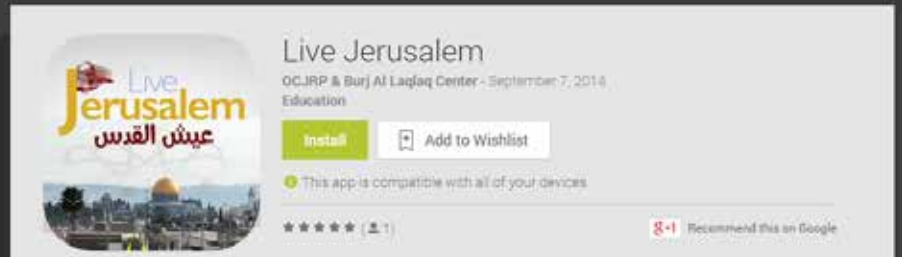 Live
Jerusalem
عيش القدس
Live Jerusalem
OCJRP & Burj Al Laqlaq Center - September 7, 2014
Education
Install
Add to Wishlist
This app is compatible with all of your devices
(1)
g+1 Recommend this on Google